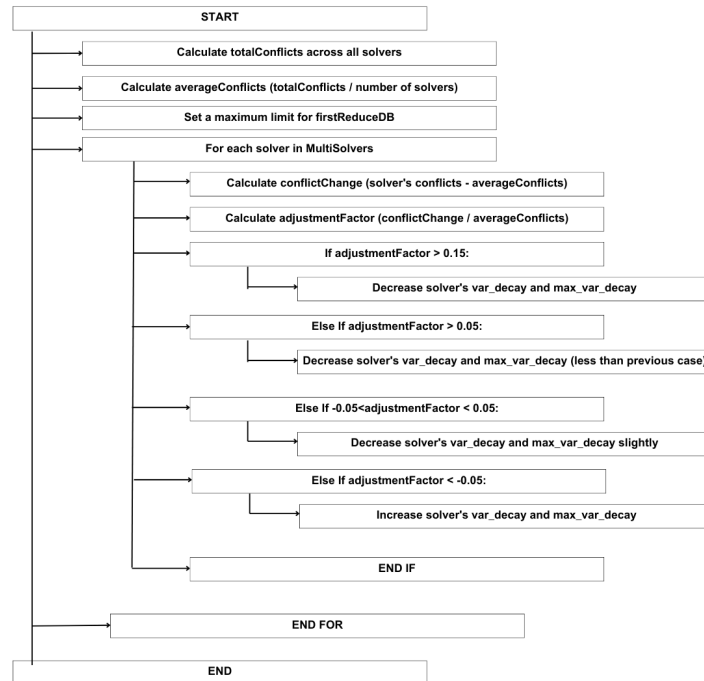 START
Calculate totalConflicts across all solvers
Calculate averageConflicts (totalConflicts / number of solvers)
Set a maximum limit for firstReduceDB
For each solver in MultiSolvers
Calculate conflictChange (solver's conflicts - averageConflicts)
Calculate adjustmentFactor (conflictChange / averageConflicts)
If adjustmentFactor > 0.15:
Decrease solver's var_decay and max_var_decay
Else If adjustmentFactor > 0.05:
Decrease solver's var_decay and max_var_decay (less than previous case)
Else If -0.05<adjustmentFactor < 0.05:
Decrease solver's var_decay and max_var_decay slightly
Else If adjustmentFactor < -0.05:
Increase solver's var_decay and max_var_decay
END IF
END FOR
END